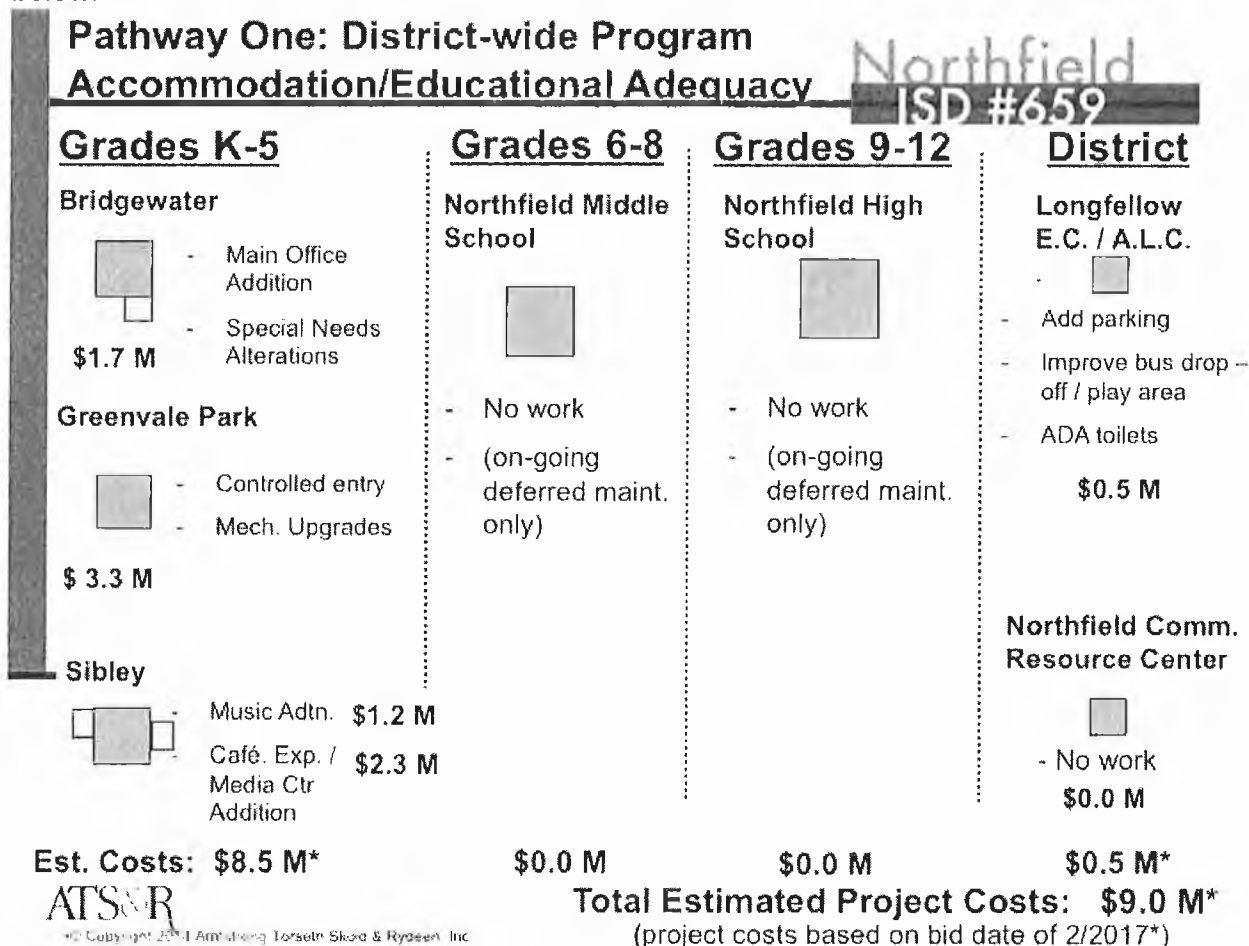 Pathway One: District-wide Program
Accommodation/Educational Adequacy
Northfield
ISD #659
Grades K-5
Bridgewater
- Main Office
Addition
- Special Needs
Alterations
$1.7 M
Greenvale Park
- Controlled entry
- Mech. Upgrades
$ 3.3 M
Sibley
- Music Adtn. $1.2 M
- Café. Exp. / $2.3 M
Media Ctr
Addition
Grades 6-8
Northfield Middle
School
- No work
- (on-going
deferred maint.
only)
Grades 9-12
Northfield High
School
- No work
- (on-going
deferred maint.
only)
District
Longfellow
E.C. / A.L.C.
-
- Add parking
- Improve bus drop –
off / play area
- ADA toilets
$0.5 M
Northfield Comm.
Resource Center
- No work
$0.0 M
Est. Costs: $8.5 M* $0.0 M $0.0 M $0.5 M*
ATS&R
Total Estimated Project Costs: $9.0 M*
© Copyright Armstrong Torseth Skold & Rydeen, Inc
(project costs based on bid date of 2/2017*)